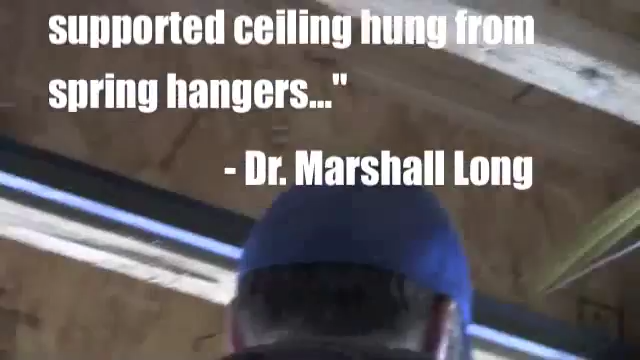 supported ceiling hung from
spring hangers..."
- Dr. Marshall Long